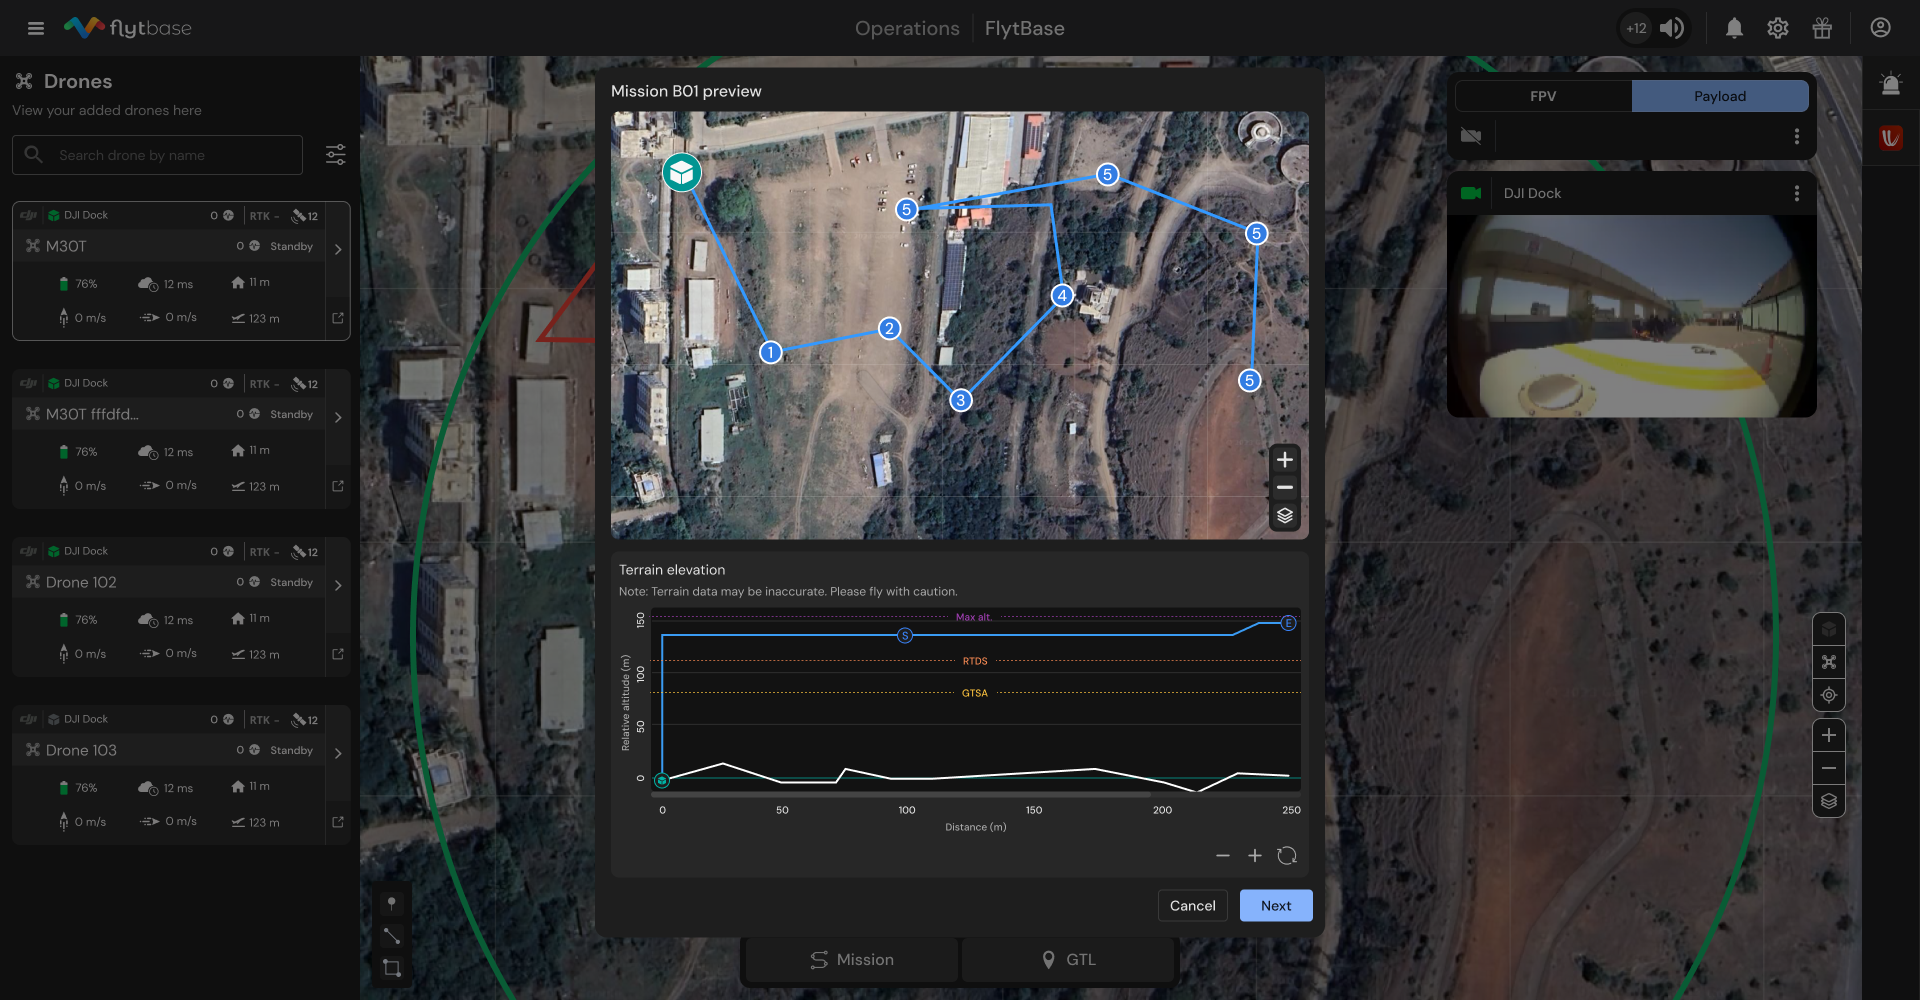 flytbase
Operations
FlytBase
+12
Drones
View your added drones here
Search drone by name
DJI Dock 0 RTK - 12
M30T 0 Standby
76% 12 ms 11 m
0 m/s 0 m/s 123 m
DJI Dock 0 RTK - 12
M30T fffdfd... 0 Standby
76% 12 ms 11 m
0 m/s 0 m/s 123 m
DJI Dock 0 RTK - 12
Drone 102 0 Standby
76% 12 ms 11 m
0 m/s 0 m/s 123 m
DJI Dock 0 RTK - 12
Drone 103 0 Standby
76% 12 ms 11 m
0 m/s 0 m/s 123 m
Mission B01 preview
5
5
5
4
2
1
5
3
Terrain elevation
Note: Terrain data may be inaccurate. Please fly with caution.
Relative altitude (m)
150
100
50
0
Max alt.
S
E
RTDS
GTSA
0 50 100 150 200 250
Distance (m)
Cancel
Next
Mission
GTL
FPV
Payload
DJI Dock